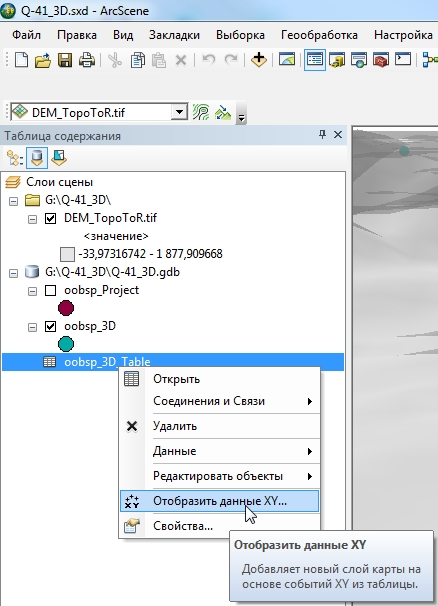 Q-41_3D.sxd - ArcScene
Файл Правка Вид Закладки Выборка Геообработка Настройка
DEM_TopoToR.tif
Таблица содержания
Слои сцены
G:\Q-41_3D\
DEM_TopoToR.tif
<значение>
-33,97316742 - 1 877,909668
G:\Q-41_3D\Q-41_3D.gdb
oobsp_Project
oobsp_3D
oobsp_3D_Table
Открыть
Соединения и Связи
Удалить
Данные
Редактировать объекты
Отобразить данные XY...
Свойства...
Отобразить данные XY
Добавляет новый слой карты на
основе событий XY из таблицы.